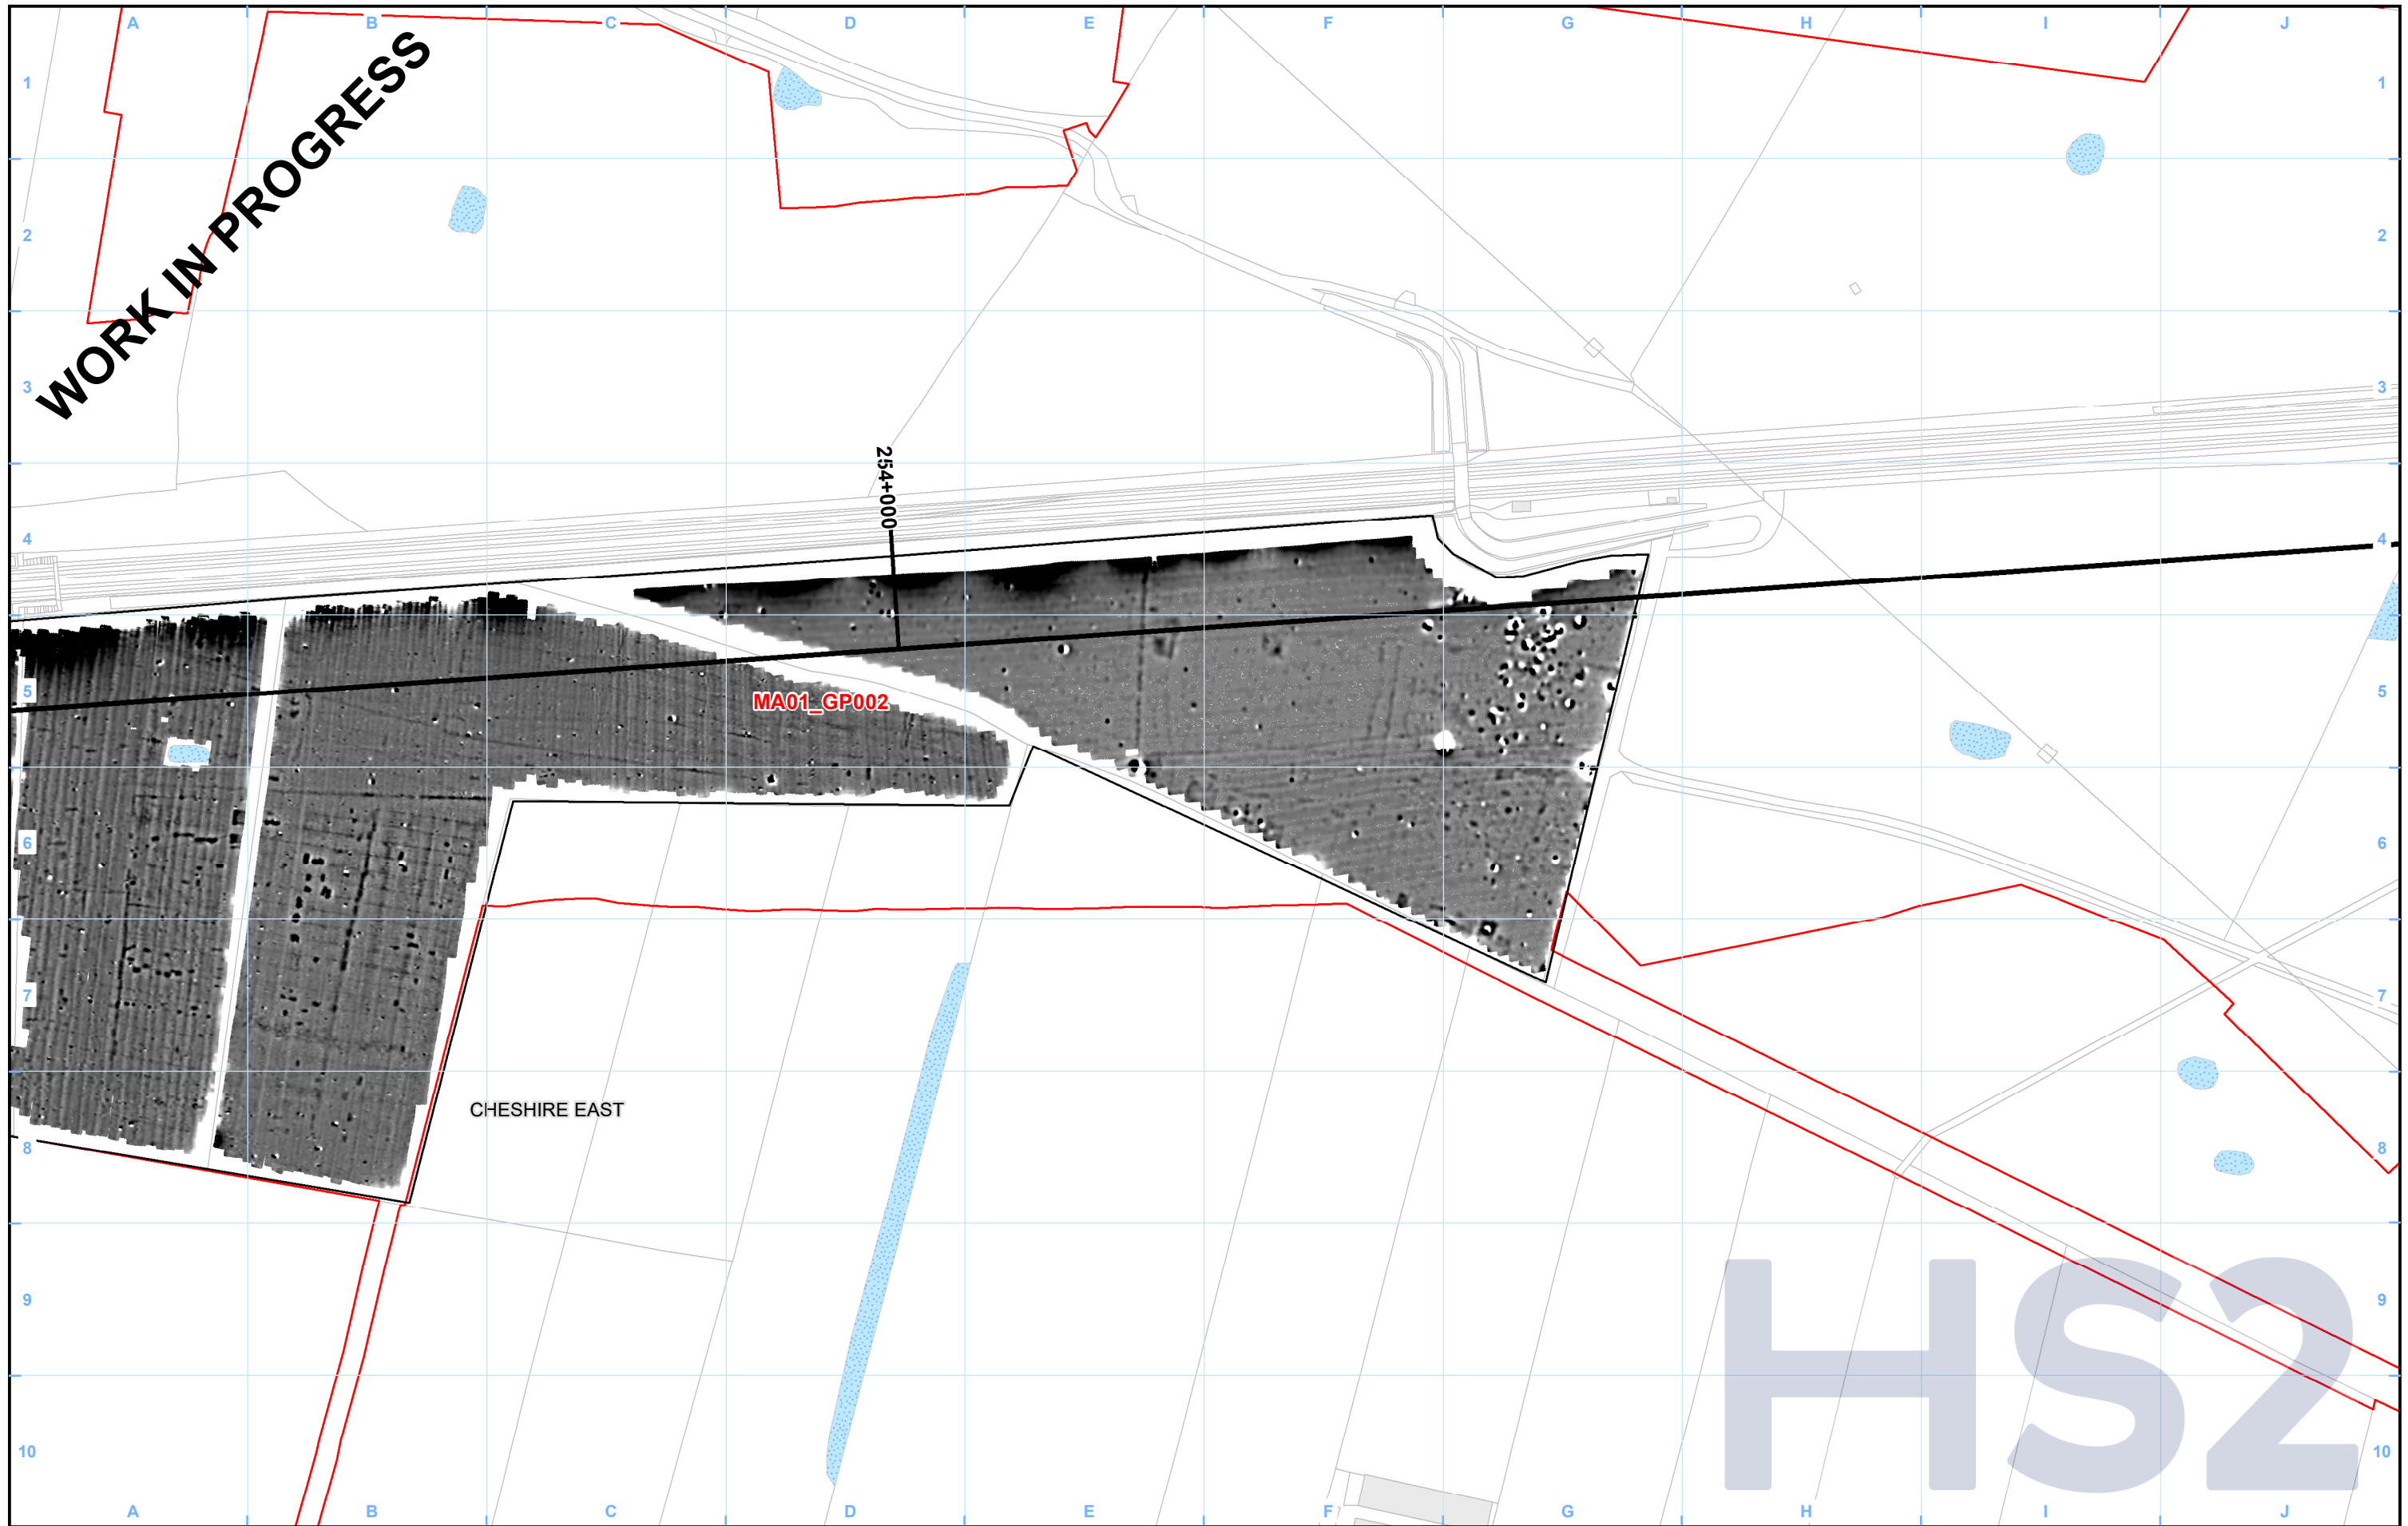 A B C D E F G H I J
1 1
WORK IN PROGRESS
2 2
3 3
254+000
4 4
5 5
MA01_GP002
6 6
7 7
CHESHIRE EAST
8 8
9 9
HS2
10 10
A B C D E F G H I J